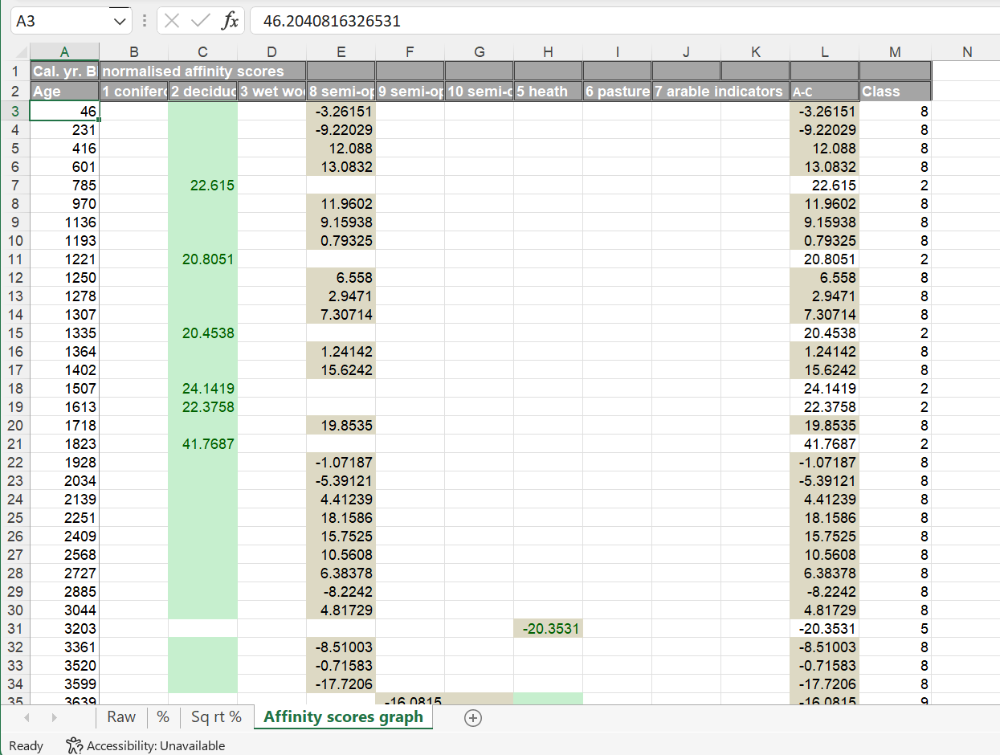 A3 fx 46.2040816326531
A B C D E F G H I J K L M N
1 Cal. yr. B normalised affinity scores
2 Age 1 conifero 2 deciduc 3 wet woo 8 semi-op 9 semi-op 10 semi-o 5 heath 6 pasture 7 arable indicators A-C Class
3 46 -3.26151 -3.26151 8
4 231 -9.22029 -9.22029 8
5 416 12.088 12.088 8
6 601 13.0832 13.0832 8
7 785 22.615 22.615 2
8 970 11.9602 11.9602 8
9 1136 9.15938 9.15938 8
10 1193 0.79325 0.79325 8
11 1221 20.8051 20.8051 2
12 1250 6.558 6.558 8
13 1278 2.9471 2.9471 8
14 1307 7.30714 7.30714 8
15 1335 20.4538 20.4538 2
16 1364 1.24142 1.24142 8
17 1402 15.6242 15.6242 8
18 1507 24.1419 24.1419 2
19 1613 22.3758 22.3758 2
20 1718 19.8535 19.8535 8
21 1823 41.7687 41.7687 2
22 1928 -1.07187 -1.07187 8
23 2034 -5.39121 -5.39121 8
24 2139 4.41239 4.41239 8
25 2251 18.1586 18.1586 8
26 2409 15.7525 15.7525 8
27 2568 10.5608 10.5608 8
28 2727 6.38378 6.38378 8
29 2885 -8.2242 -8.2242 8
30 3044 4.81729 4.81729 8
31 3203 -20.3531 -20.3531 5
32 3361 -8.51003 -8.51003 8
33 3520 -0.71583 -0.71583 8
34 3599 -17.7206 -17.7206 8
35 3639 -16.0815 -16.0815 9
Raw % Sq rt % Affinity scores graph
Ready Accessibility: Unavailable